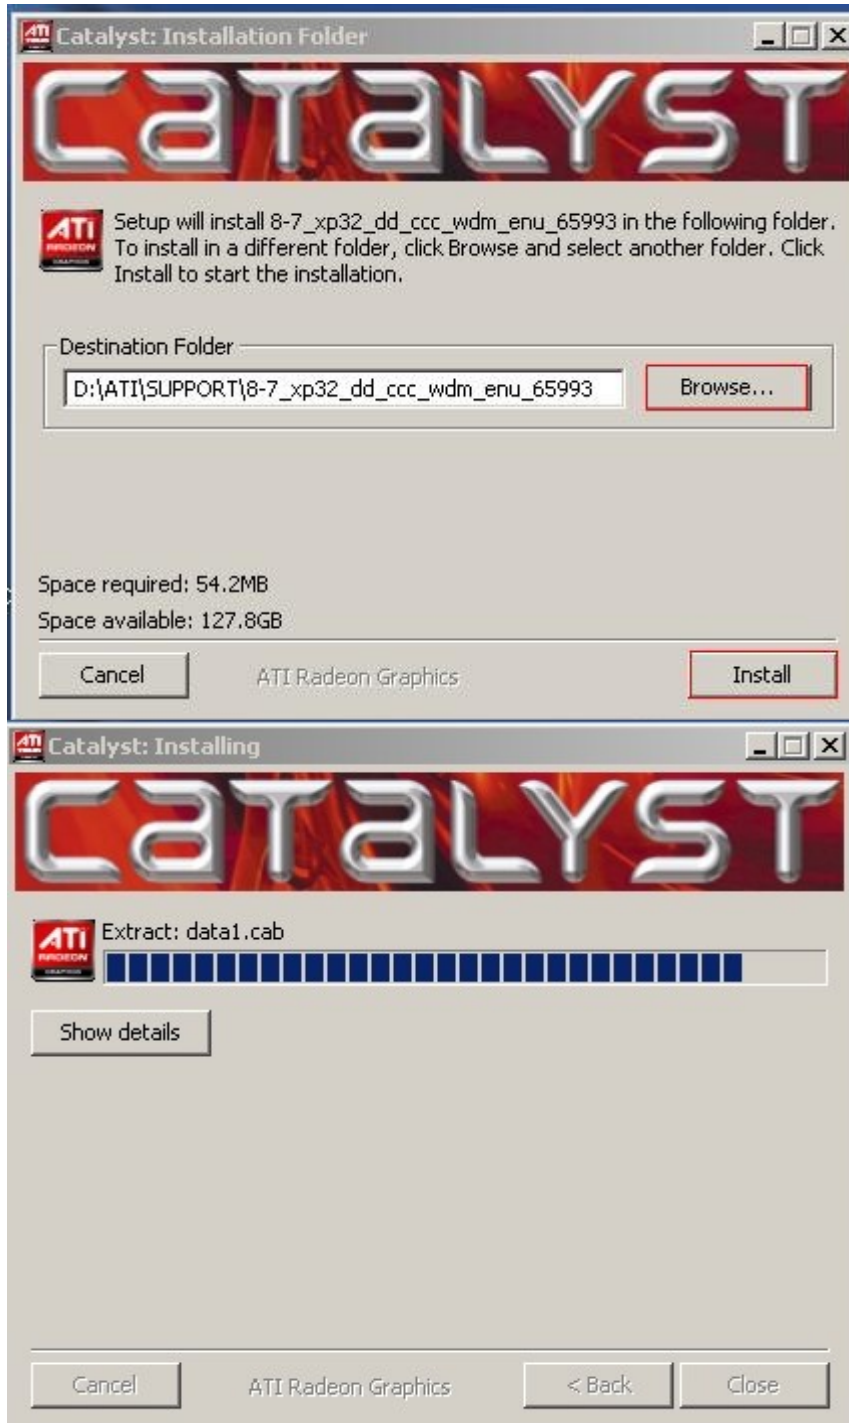 Catalyst: Installation Folder
CATALYST
ATI
RADEON
GRAPHICS
Setup will install 8-7_xp32_dd_ccc_wdm_enu_65993 in the following folder.
To install in a different folder, click Browse and select another folder. Click
Install to start the installation.
Destination Folder
D:\ATI\SUPPORT\8-7_xp32_dd_ccc_wdm_enu_65993
Browse...
Space required: 54.2MB
Space available: 127.8GB
Cancel
ATI Radeon Graphics
Install
Catalyst: Installing
CATALYST
ATI
RADEON
GRAPHICS
Extract: data1.cab
Show details
Cancel
ATI Radeon Graphics
< Back
Close